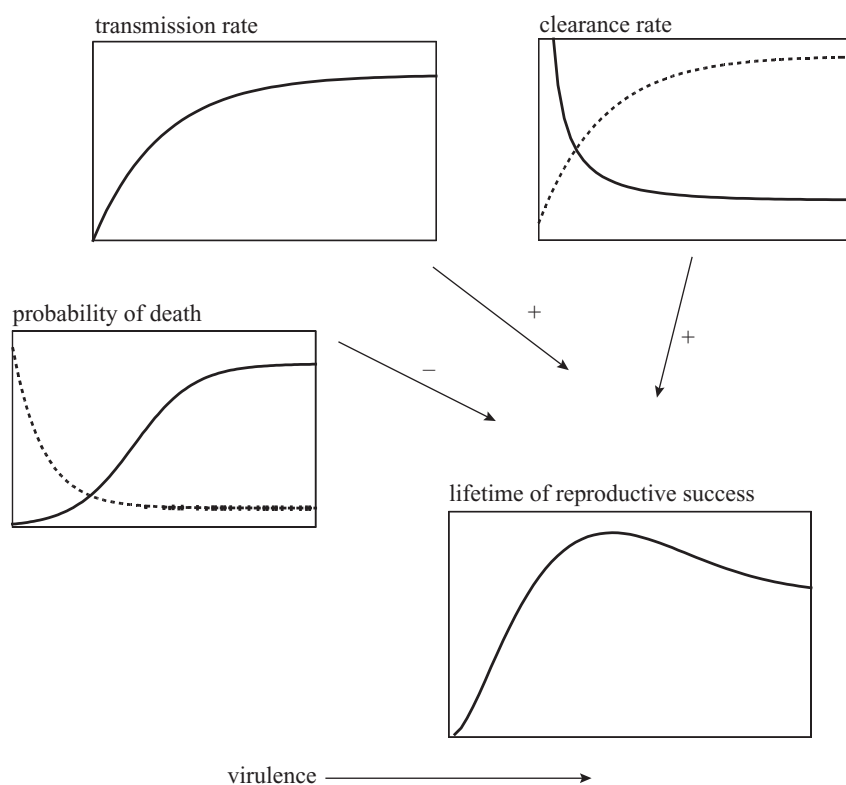 transmission rate
clearance rate
+
+
probability of death
−
lifetime of reproductive success
virulence